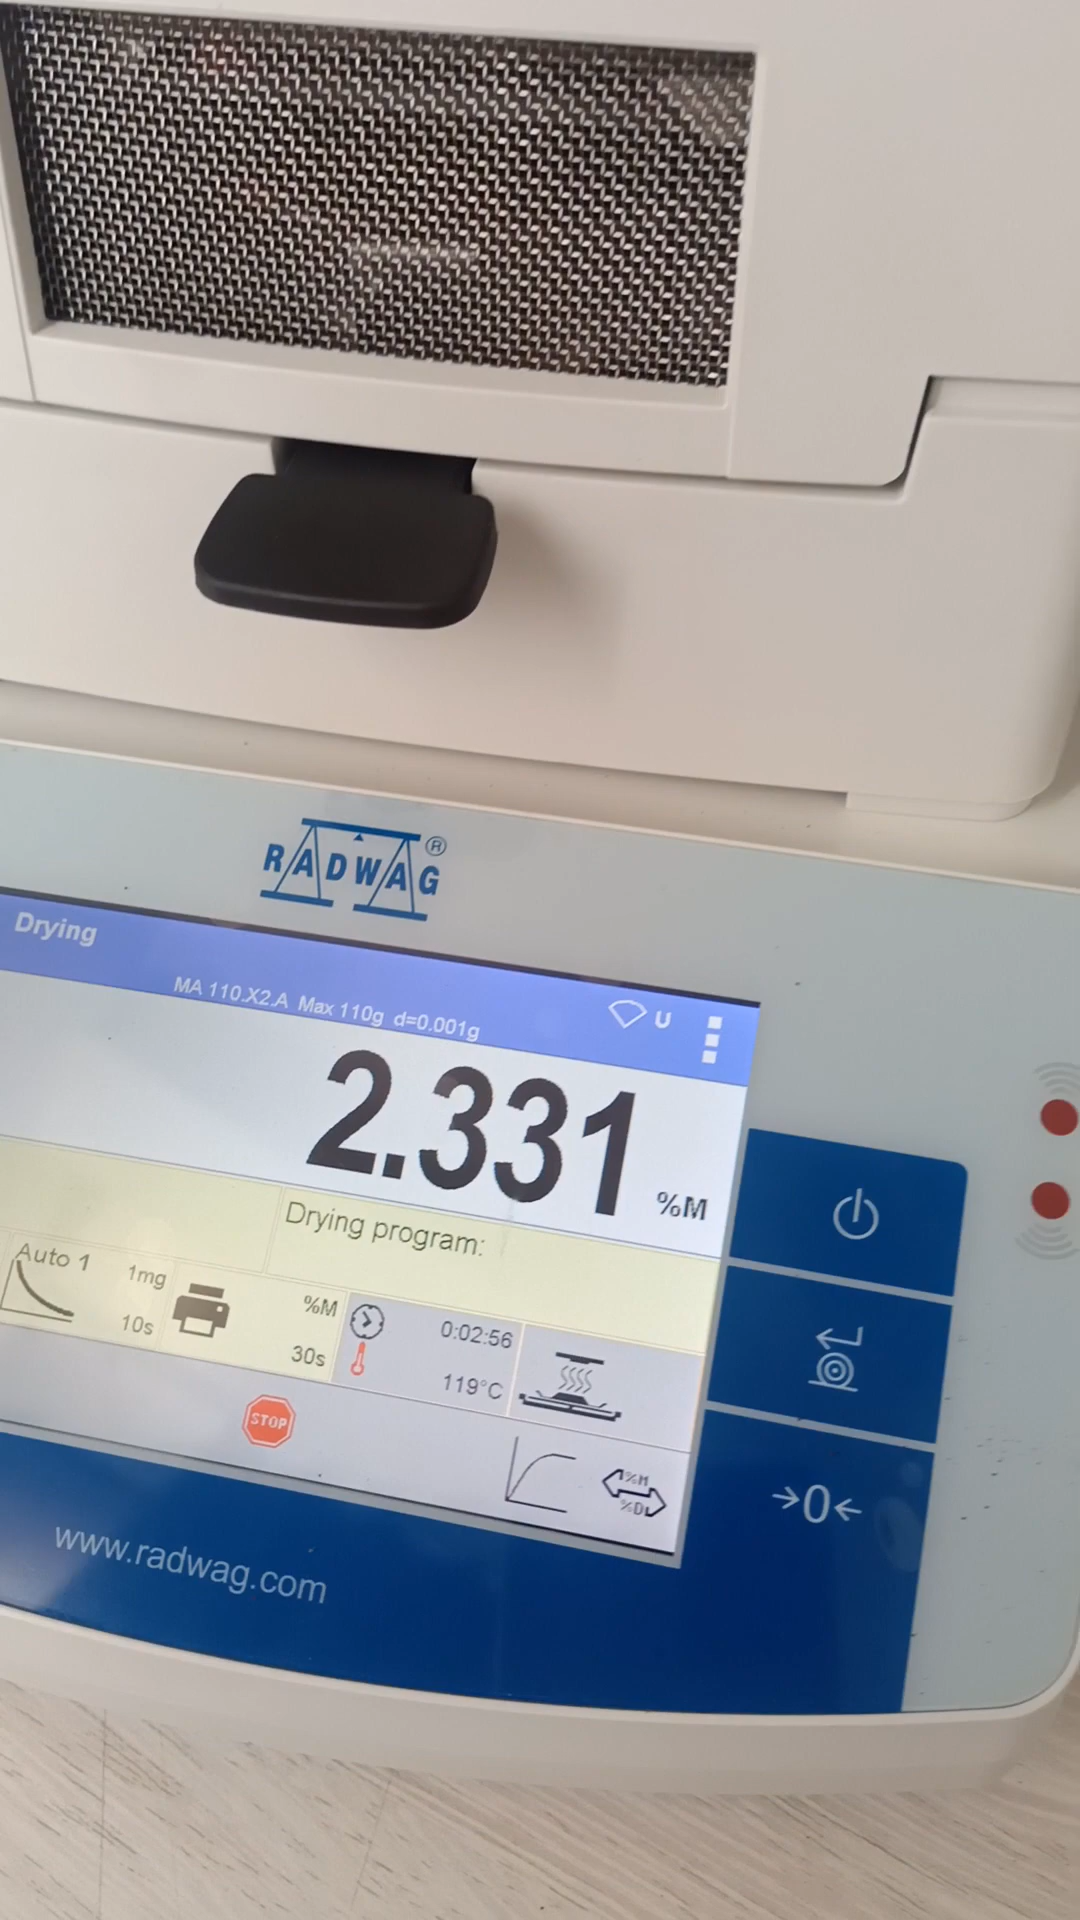 RADWAG®
Drying
MA 110.X2.A Max 110g d=0.001g
U
2.331 %M
Drying program:
Auto 1
1mg
10s
%M
30s
0:02:56
119°C
STOP
%M
%D
→0←
www.radwag.com